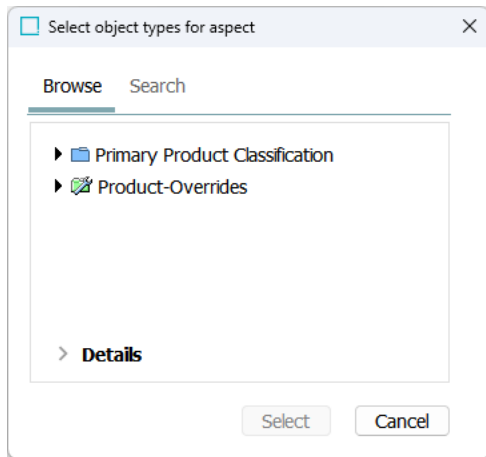 Select object types for aspect
Browse Search
Primary Product Classification
Product-Overrides
Details
Select Cancel